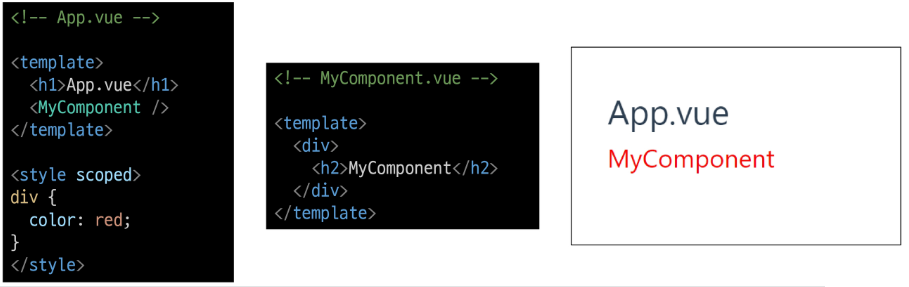 <!-- App.vue -->
<template>
<h1>App.vue</h1>
<MyComponent />
</template>
<style scoped>
div {
color: red;
}
</style>
<!-- MyComponent.vue -->
<template>
<div>
<h2>MyComponent</h2>
</div>
</template>
App.vue
MyComponent